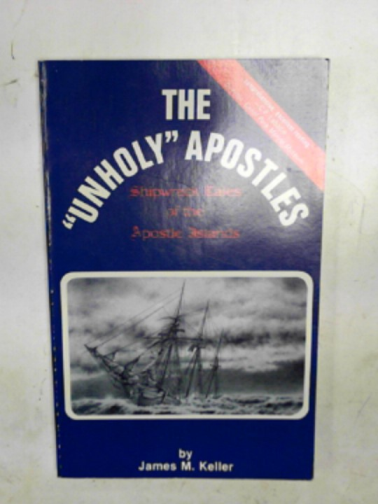 THE
"UNHOLY" APOSTLES
Shipwreck Tales
of the
Apostle Islands
by
James M. Keller